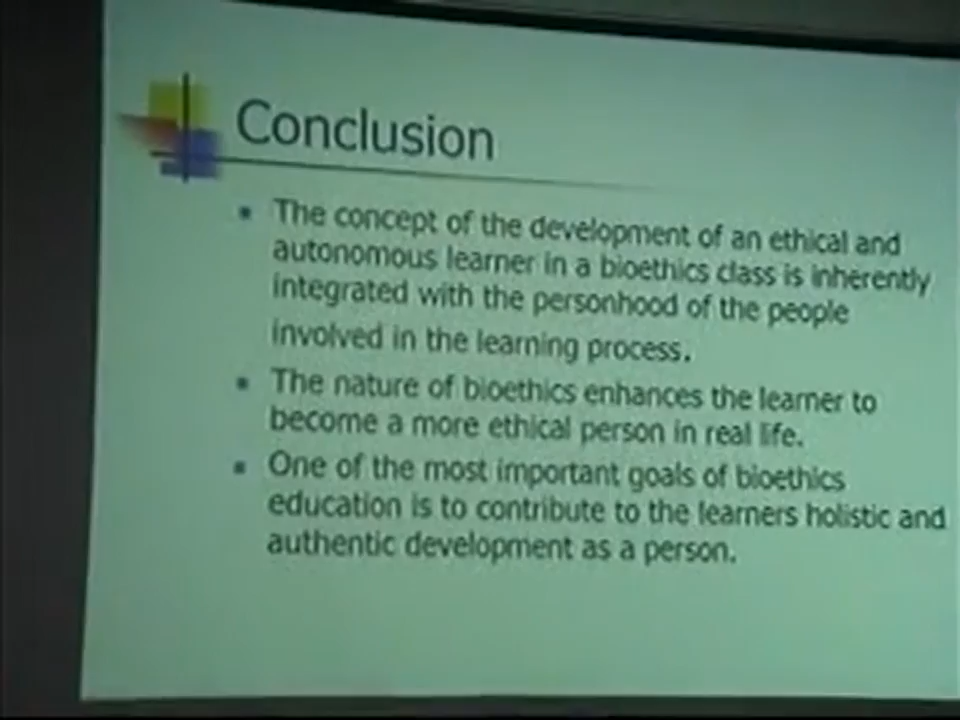 Conclusion
The concept of the development of an ethical and
autonomous learner in a bioethics class is inherently
integrated with the personhood of the people
involved in the learning process.
The nature of bioethics enhances the learner to
become a more ethical person in real life.
One of the most important goals of bioethics
education is to contribute to the learners holistic and
authentic development as a person.